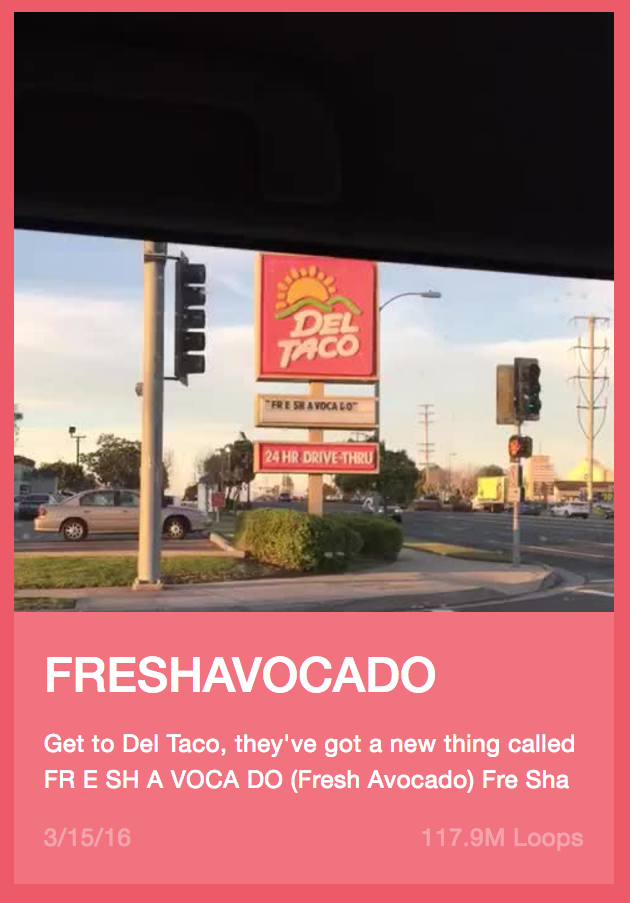 DEL
TACO
"FR E SH A VOCA DO"
24 HR DRIVE-THRU
FRESHAVOCADO
Get to Del Taco, they've got a new thing called
FR E SH A VOCA DO (Fresh Avocado) Fre Sha
3/15/16
117.9M Loops